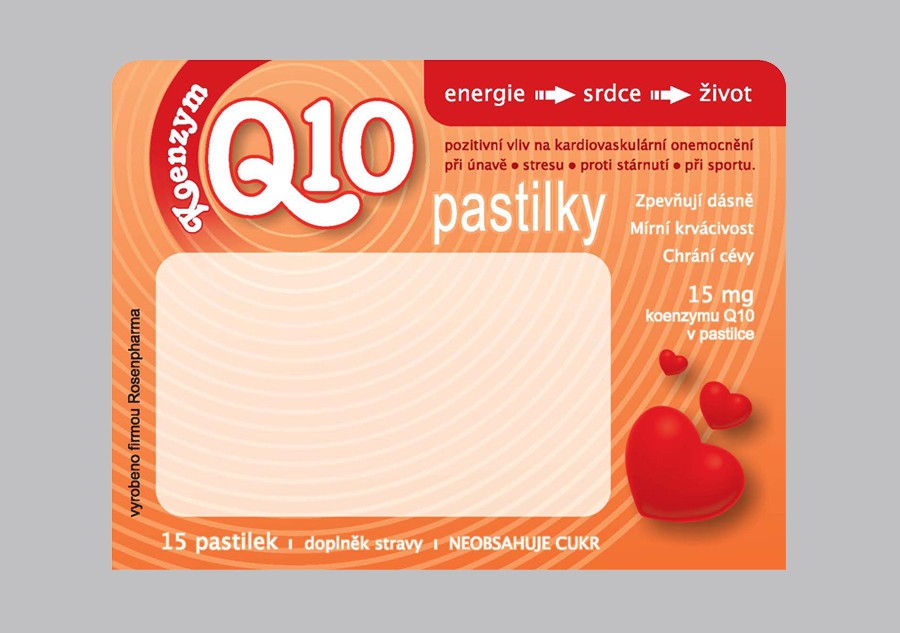 Koenzym
Q10
energie srdce život
pozitivní vliv na kardiovaskulární onemocnění
při únavě • stresu • proti stárnutí • při sportu.
pastilky
Zpevňují dásně
Mírní krvácivost
Chrání cévy
15 mg
koenzymu Q10
v pastilce
vyrobeno firmou Rosenpharma
15 pastilek ı doplněk stravy ı NEOBSAHUJE CUKR